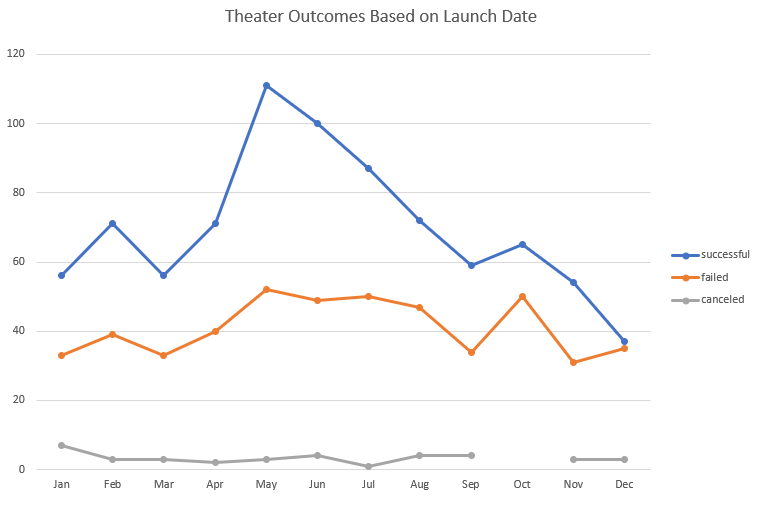 Theater Outcomes Based on Launch Date
120
100
80
60
40
20
0
Jan Feb Mar Apr May Jun Jul Aug Sep Oct Nov Dec
successful
failed
canceled